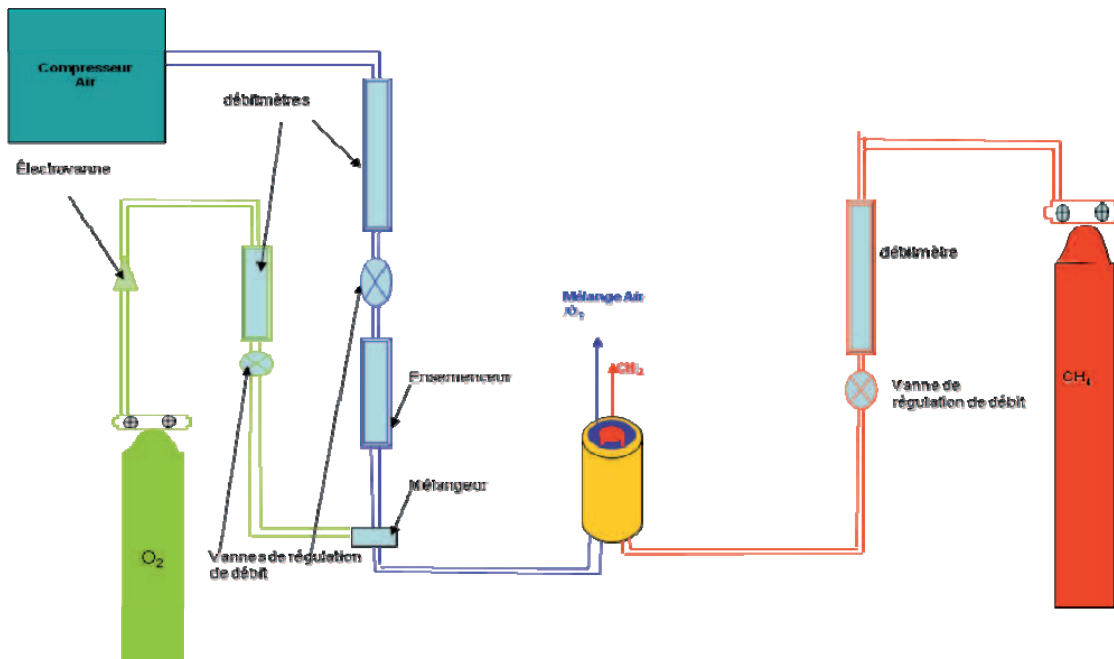 Compresseur
Air
débitmètres
Électrovanne
débitmètre
Mélange Air
/O₂
CH₄
Ensemenceur
CH₄
Vanne de
régulation de débit
Mélangeur
Vannes de régulation
de débit
O₂